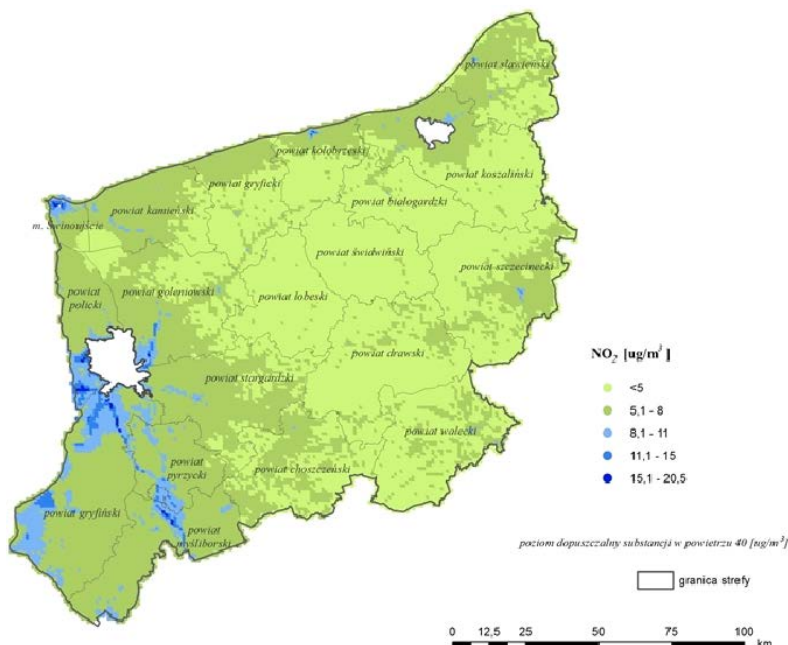 powiat sławieński
powiat kołobrzeski
powiat koszaliński
powiat gryficki
powiat białogardzki
powiat kamieński
m. Świnoujście
powiat świdwiński
powiat szczecinecki
powiat goleniowski
powiat
policki
powiat łobeski
powiat drawski
powiat stargardzki
powiat wałecki
powiat
pyrzycki
powiat choszczeński
powiat gryfiński
powiat
myśliborski
NO2 [ug/m3]
<5
5,1 - 8
8,1 - 11
11,1 - 15
15,1 - 20,5
poziom dopuszczalny substancji w powietrzu 40 [ug/m3]
granica strefy
0 12,5 25 50 75 100
km